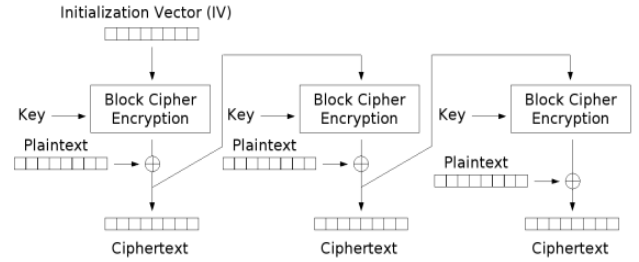 Initialization Vector (IV)
Block Cipher
Encryption
Key
Plaintext
Ciphertext
Block Cipher
Encryption
Key
Plaintext
Ciphertext
Block Cipher
Encryption
Key
Plaintext
Ciphertext